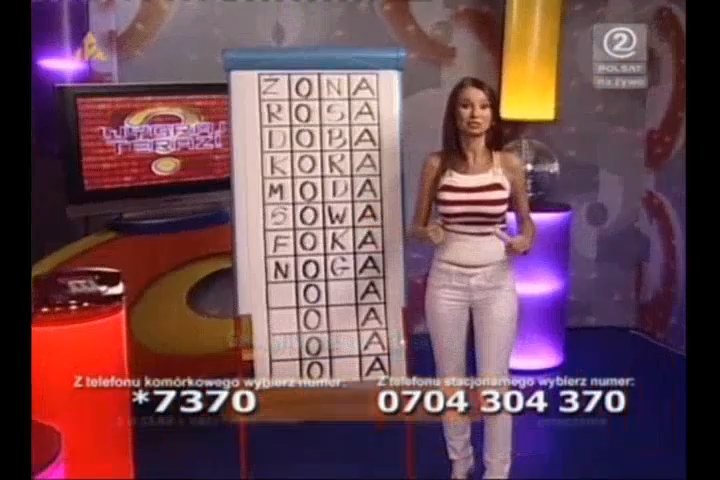 2
POLSAT
na żywo
ZONA
ROSA
DOBA
KORA
MODA
SOWA
FOKA
NOGA
O A
O A
O A
O A
WYGRAJ
TERAZ!
Z telefonu komórkowego wybierz numer:
*7370
Z telefonu stacjonarnego wybierz numer:
0704 304 370